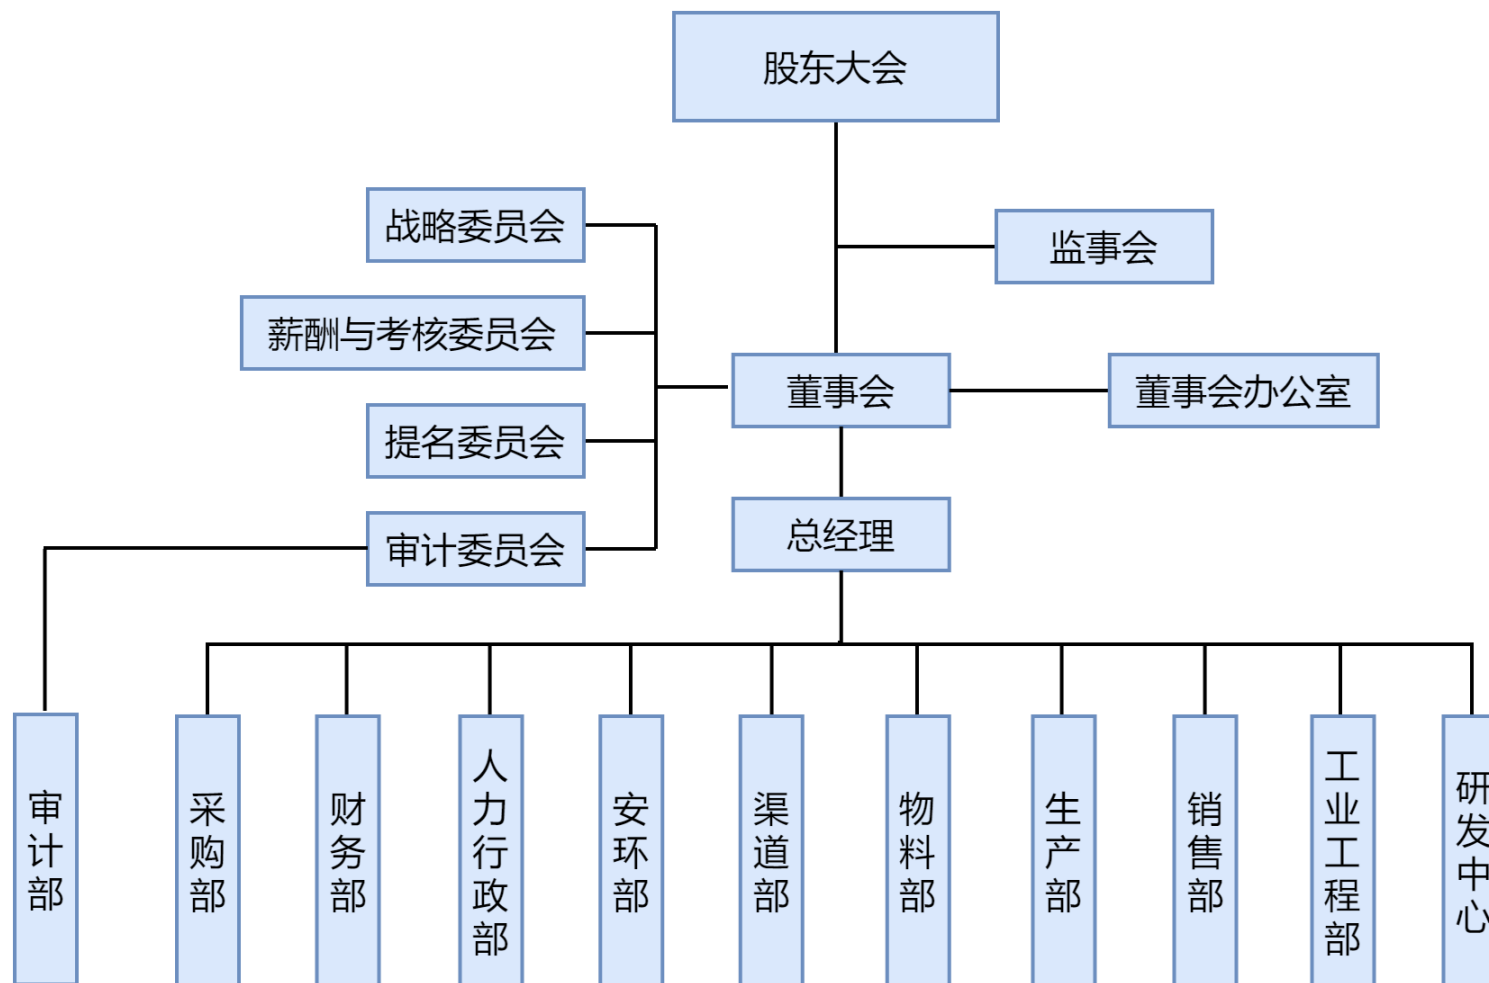 股东大会
战略委员会
监事会
薪酬与考核委员会
董事会
董事会办公室
提名委员会
总经理
审计委员会
审计部
采购部
财务部
人力行政部
安环部
渠道部
物料部
生产部
销售部
工业工程部
研发中心